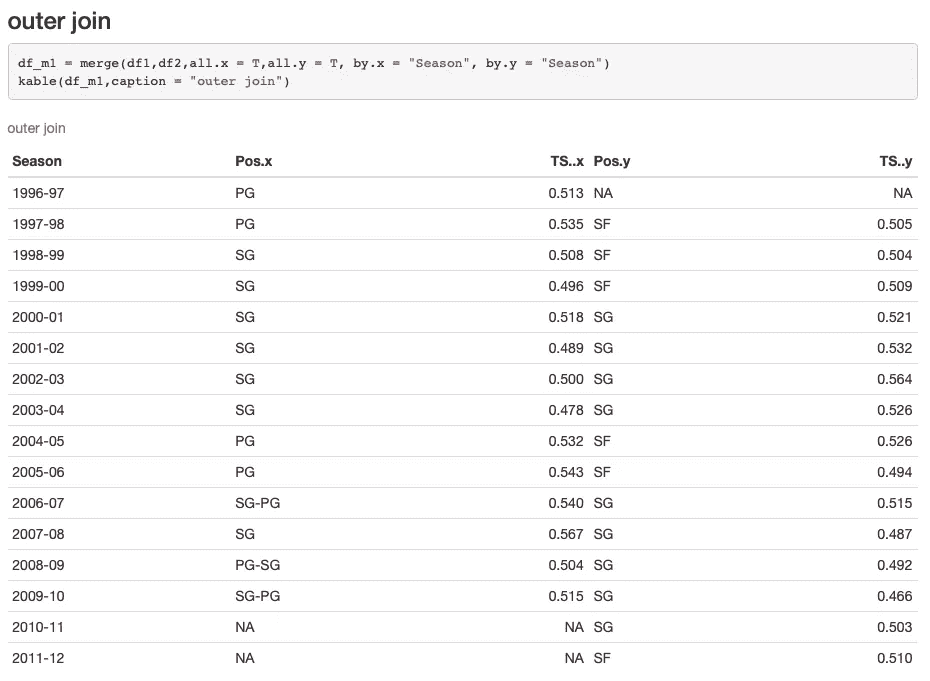 outer join
df_m1 = merge(df1,df2,all.x = T,all.y = T, by.x = "Season", by.y = "Season")
kable(df_m1,caption = "outer join")
outer join
Season Pos.x TS..x Pos.y TS..y
1996-97 PG 0.513 NA NA
1997-98 PG 0.535 SF 0.505
1998-99 SG 0.508 SF 0.504
1999-00 SG 0.496 SF 0.509
2000-01 SG 0.518 SG 0.521
2001-02 SG 0.489 SG 0.532
2002-03 SG 0.500 SG 0.564
2003-04 SG 0.478 SG 0.526
2004-05 PG 0.532 SF 0.526
2005-06 PG 0.543 SF 0.494
2006-07 SG-PG 0.540 SG 0.515
2007-08 SG 0.567 SG 0.487
2008-09 PG-SG 0.504 SG 0.492
2009-10 SG-PG 0.515 SG 0.466
2010-11 NA NA SG 0.503
2011-12 NA NA SF 0.510